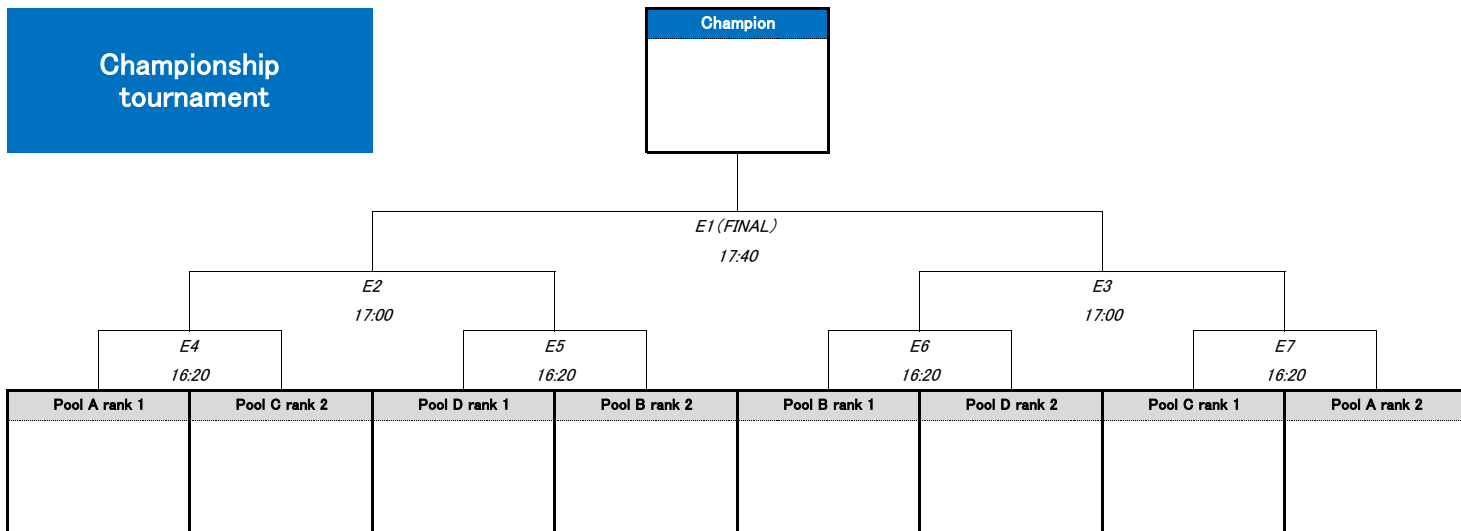 Championship
tournament
Champion
E1(FINAL)
17:40
E2
17:00
E3
17:00
E4
16:20
E5
16:20
E6
16:20
E7
16:20
Pool A rank 1
Pool C rank 2
Pool D rank 1
Pool B rank 2
Pool B rank 1
Pool D rank 2
Pool C rank 1
Pool A rank 2